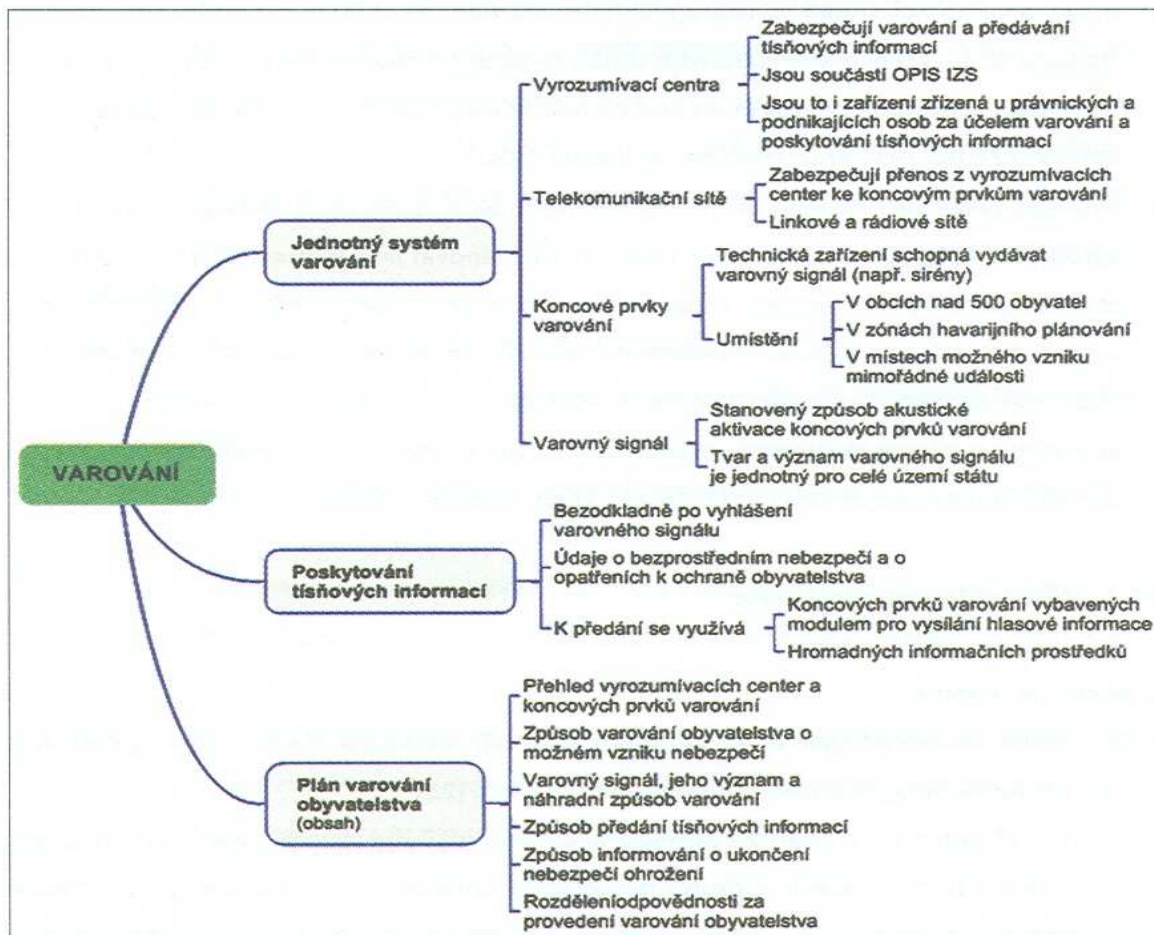 VAROVÁNÍ
Jednotný systém
varování
Vyrozumívací centra
Zabezpečují varování a předávání
tísňových informací
Jsou součástí OPIS IZS
Jsou to i zařízení zřízená u právnických a
podnikajících osob za účelem varování a
poskytování tísňových informací
Telekomunikační sítě
Zabezpečují přenos z vyrozumívacích
center ke koncovým prvkům varování
Linkové a rádiové sítě
Koncové prvky
varování
Technická zařízení schopná vydávat
varovný signál (např. sirény)
Umístění
V obcích nad 500 obyvatel
V zónách havarijního plánování
V místech možného vzniku
mimořádné události
Varovný signál
Stanovený způsob akustické
aktivace koncových prvků varování
Tvar a význam varovného signálu
je jednotný pro celé území státu
Poskytování
tísňových informací
Bezodkladně po vyhlášení
varovného signálu
Údaje o bezprostředním nebezpečí a o
opatřeních k ochraně obyvatelstva
K předání se využívá
Koncových prvků varování vybavených
modulem pro vysílání hlasové informace
Hromadných informačních prostředků
Plán varování
obyvatelstva
(obsah)
Přehled vyrozumívacích center a
koncových prvků varování
Způsob varování obyvatelstva o
možném vzniku nebezpečí
Varovný signál, jeho význam a
náhradní způsob varování
Způsob předání tísňových informací
Způsob informování o ukončení
nebezpečí ohrožení
Rozděleníodpovědnosti za
provedení varování obyvatelstva